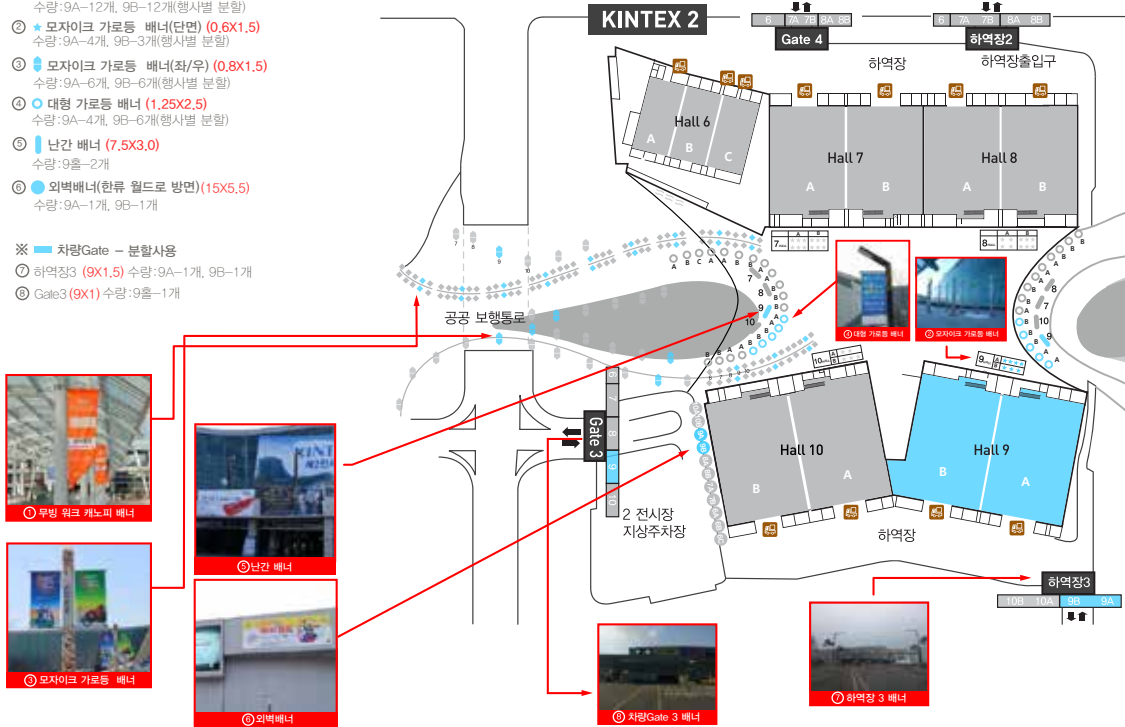 수량:9A-12개, 9B-12개(행사별 분할)
② ★ 모자이크 가로등 배너(단면) (0.6X1.5)
수량:9A-4개, 9B-3개(행사별 분할)
③ 모자이크 가로등 배너(좌/우) (0.8X1.5)
수량:9A-6개, 9B-6개(행사별 분할)
④ 대형 가로등 배너 (1.25X2.5)
수량:9A-4개, 9B-6개(행사별 분할)
⑤ 난간 배너 (7.5X3.0)
수량:9홀-2개
⑥ 외벽배너(한류 월드로 방면) (15X5.5)
수량:9A-1개, 9B-1개
※ 차량Gate - 분할사용
⑦ 하역장3 (9X1.5) 수량:9A-1개, 9B-1개
⑧ Gate3 (9X1) 수량:9홀-1개
KINTEX 2
6 7A 7B 8A 8B
Gate 4
6 7A 7B 8A 8B
하역장2
하역장
하역장출입구
Hall 6
A B C
Hall 7
A B
Hall 8
A B
공공 보행통로
④ 대형 가로등 배너
② 모자이크 가로등 배너
① 무빙 워크 캐노피 배너
⑤ 난간 배너
③ 모자이크 가로등 배너
⑥ 외벽배너
Gate 3
6 7 8 9 10
2 전시장
지상주차장
Hall 10
B A
Hall 9
B A
하역장
하역장3
10B 10A 9B 9A
⑧ 차량Gate 3 배너
⑦ 하역장 3 배너